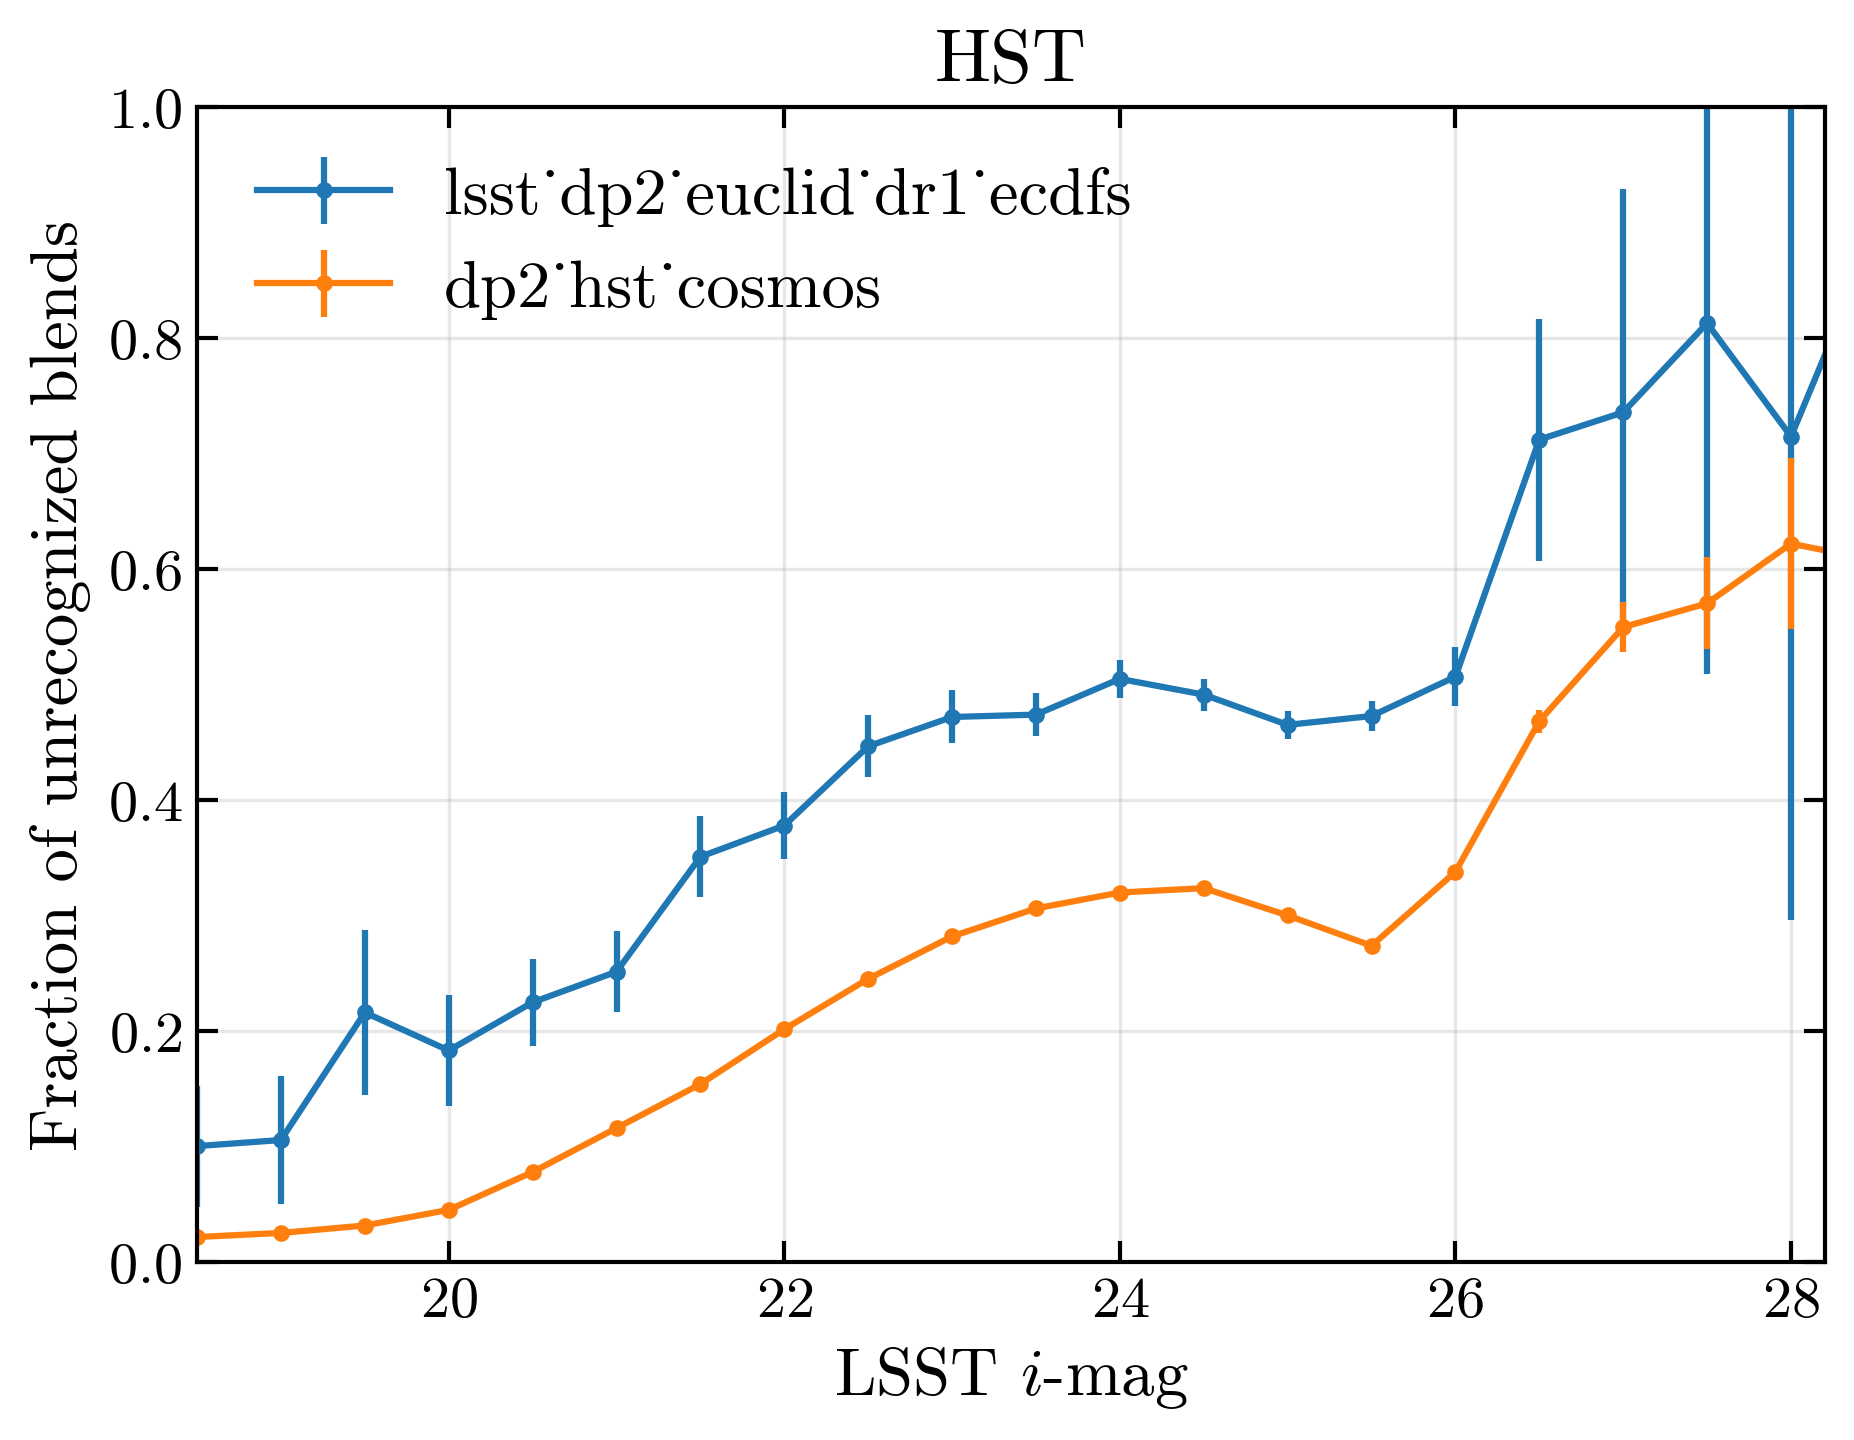 HST
lsst˙dp2˙euclid˙dr1˙ecdfs
dp2˙hst˙cosmos
Fraction of unrecognized blends
1.0
0.8
0.6
0.4
0.2
0.0
20 22 24 26 28
LSST i-mag